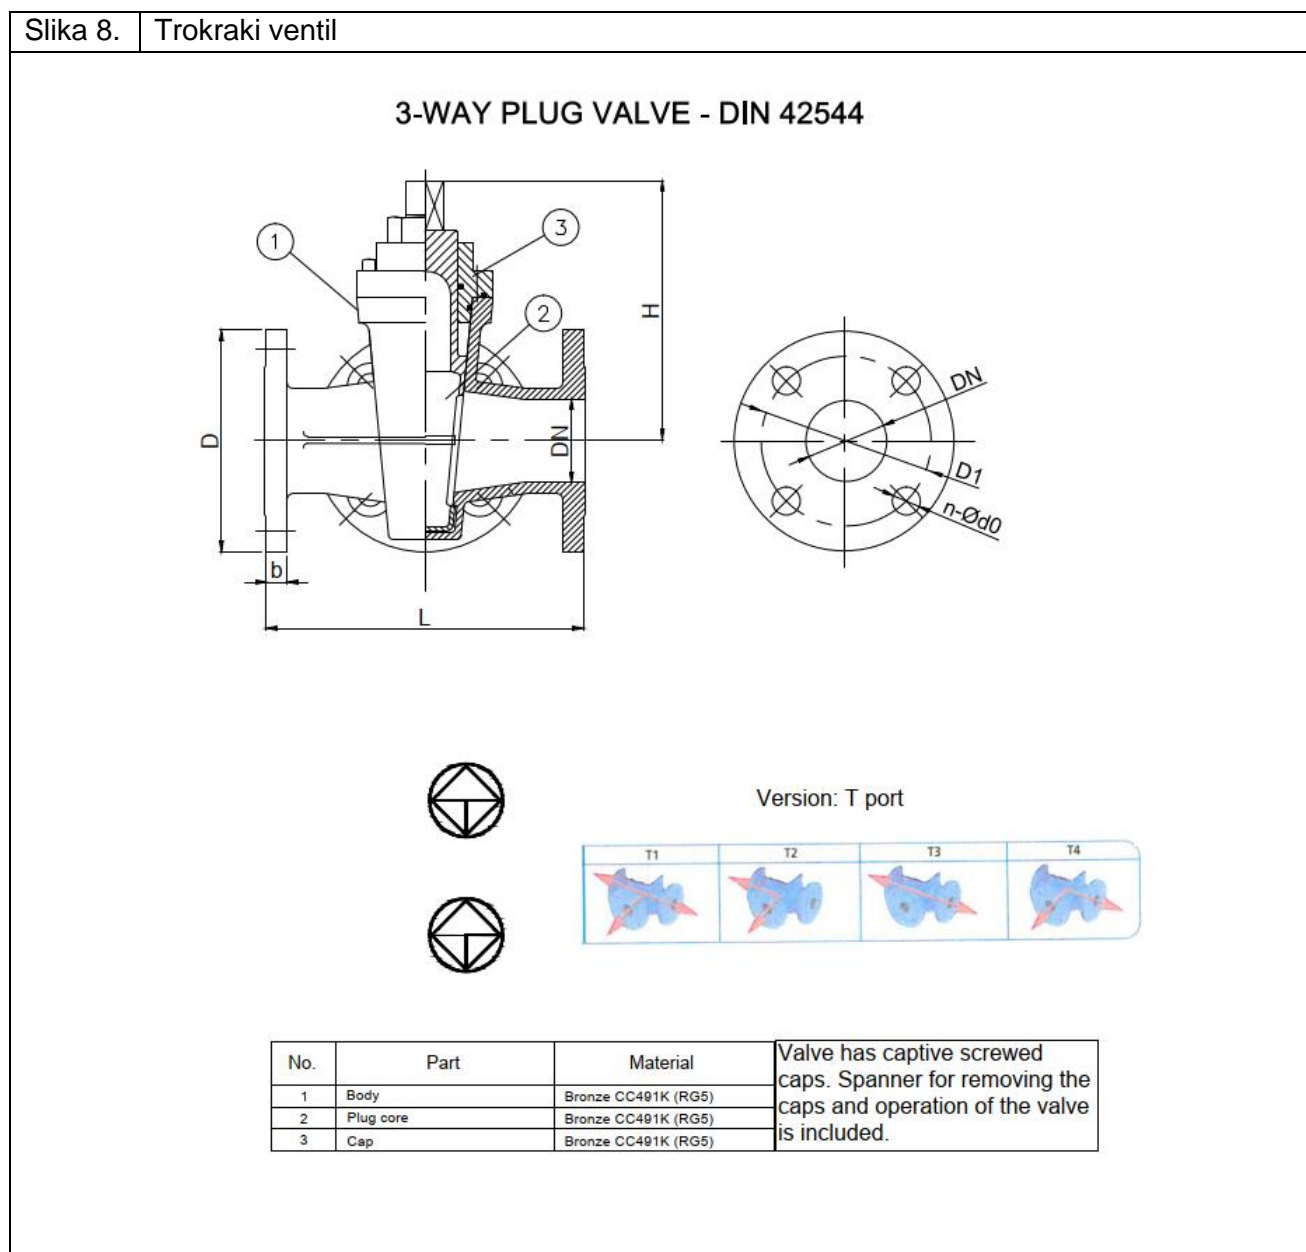 Slika 8. Trokraki ventil
3-WAY PLUG VALVE - DIN 42544
1
3
2
H
D
DN
b
L
DN
D1
n-Ød0
Version: T port
T1 T2 T3 T4
No. Part Material
1 Body Bronze CC491K (RG5)
2 Plug core Bronze CC491K (RG5)
3 Cap Bronze CC491K (RG5)
Valve has captive screwed
caps. Spanner for removing the
caps and operation of the valve
is included.